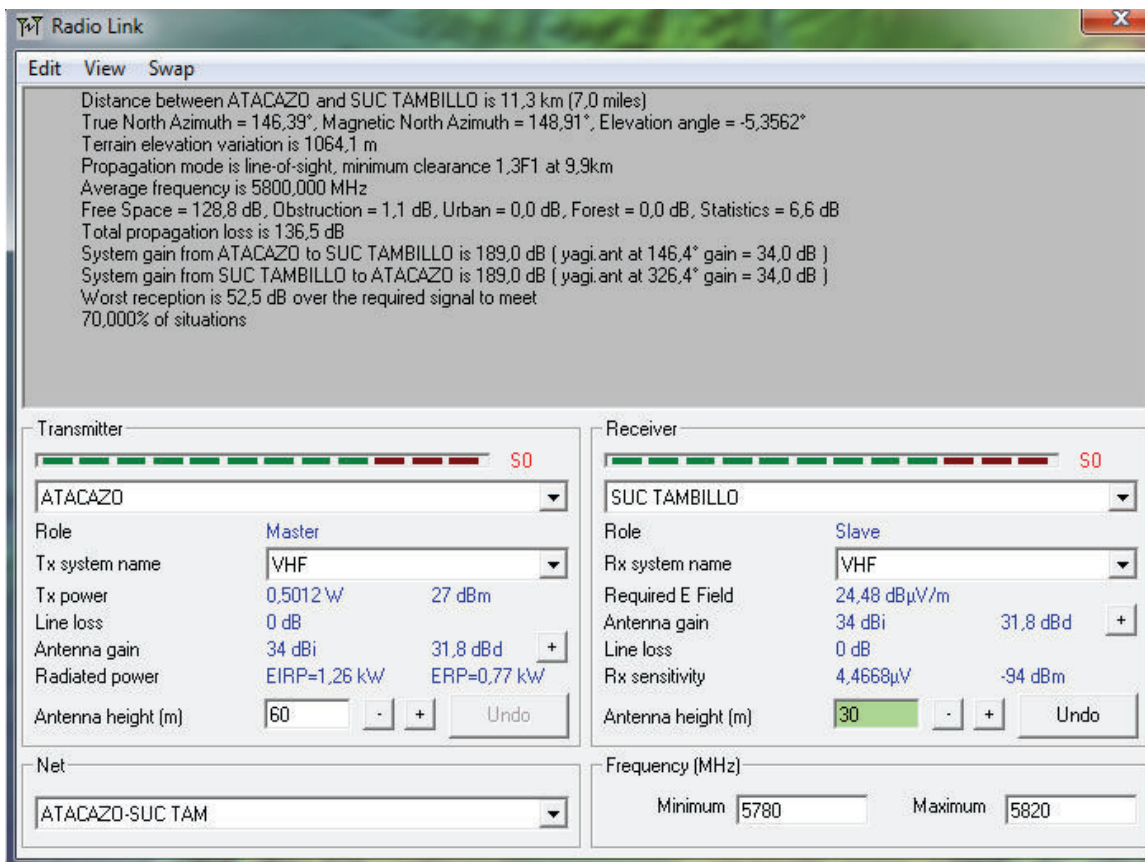 Radio Link
X
Edit View Swap
Distance between ATACAZO and SUC TAMBILLO is 11,3 km (7,0 miles)
True North Azimuth = 146,39°, Magnetic North Azimuth = 148,91°, Elevation angle = -5,3562°
Terrain elevation variation is 1064,1 m
Propagation mode is line-of-sight, minimum clearance 1,3F1 at 9,9km
Average frequency is 5800,000 MHz
Free Space = 128,8 dB, Obstruction = 1,1 dB, Urban = 0,0 dB, Forest = 0,0 dB, Statistics = 6,6 dB
Total propagation loss is 136,5 dB
System gain from ATACAZO to SUC TAMBILLO is 189,0 dB ( yagi.ant at 146,4° gain = 34,0 dB )
System gain from SUC TAMBILLO to ATACAZO is 189,0 dB ( yagi.ant at 326,4° gain = 34,0 dB )
Worst reception is 52,5 dB over the required signal to meet
70,000% of situations
Transmitter
S0
ATACAZO
Role Master
Tx system name VHF
Tx power 0,5012 W 27 dBm
Line loss 0 dB
Antenna gain 34 dBi 31,8 dBd +
Radiated power EIRP=1,26 kW ERP=0,77 kW
Antenna height (m) 60 - + Undo
Net
ATACAZO-SUC TAM
Receiver
S0
SUC TAMBILLO
Role Slave
Rx system name VHF
Required E Field 24,48 dBµV/m
Antenna gain 34 dBi 31,8 dBd +
Line loss 0 dB
Rx sensitivity 4,4668µV -94 dBm
Antenna height (m) 30 - + Undo
Frequency (MHz)
Minimum 5780 Maximum 5820